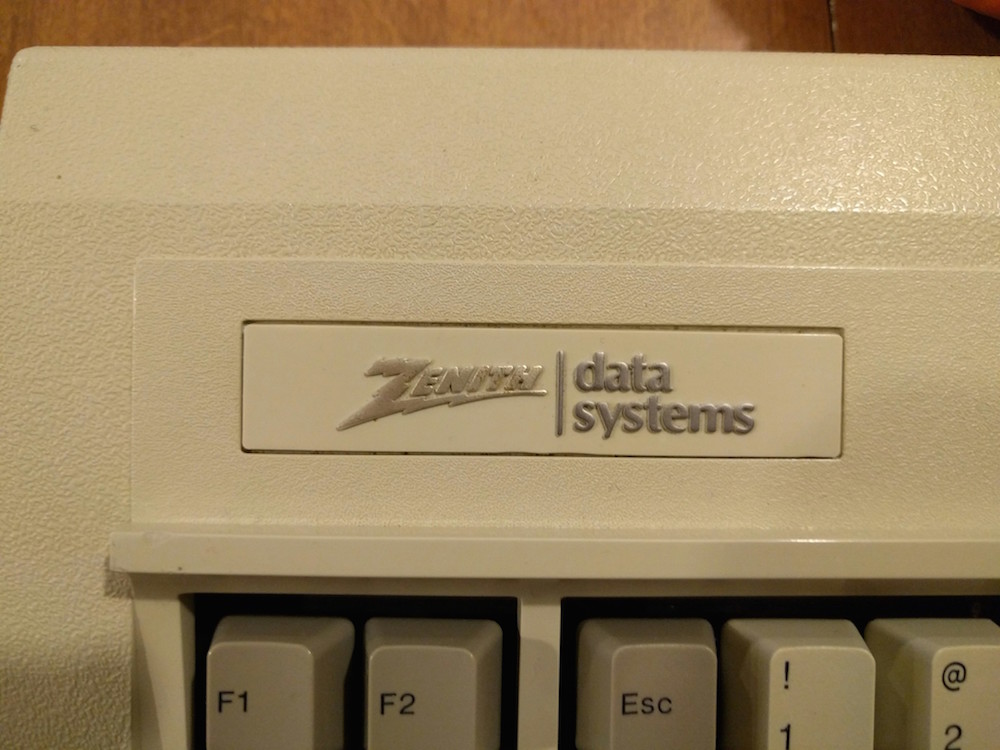 ZENITH data
systems
F1 F2 Esc ! @
1 2